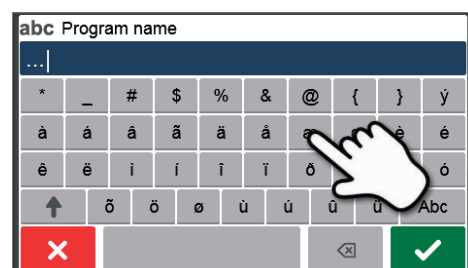 abc Program name
...
* _ # $ % & @ { } ý
à á â ã ä å è é
ê ë ì í î ï ð ó
õ ö ø ù ú û ü Abc